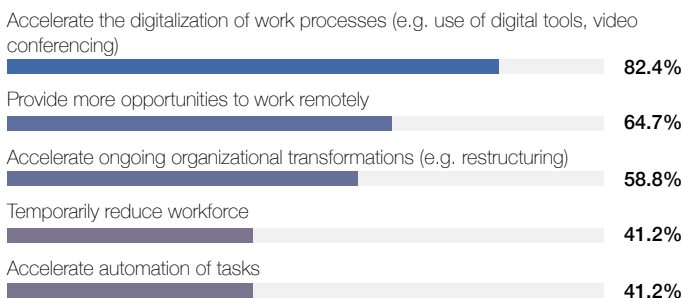 Accelerate the digitalization of work processes (e.g. use of digital tools, video
conferencing)
82.4%
Provide more opportunities to work remotely
64.7%
Accelerate ongoing organizational transformations (e.g. restructuring)
58.8%
Temporarily reduce workforce
41.2%
Accelerate automation of tasks
41.2%